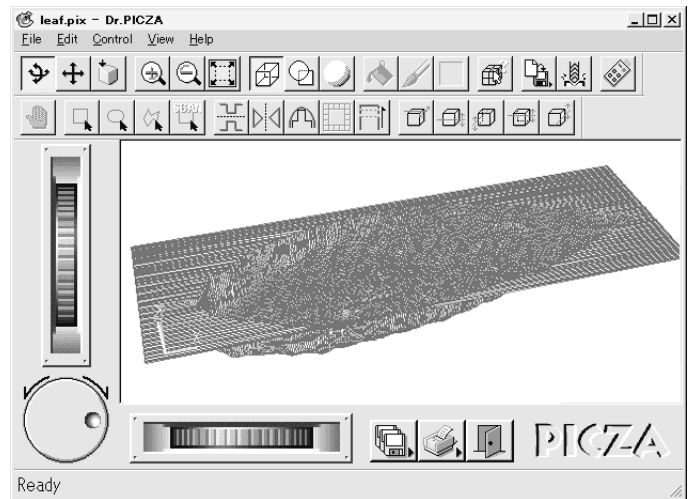 leaf.pix - Dr.PICZA
File Edit Control View Help
SCAN
PICZA
Ready